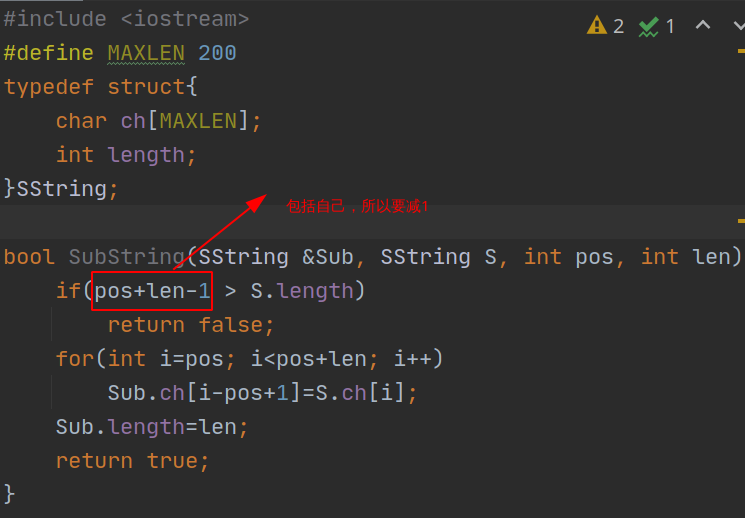 #include <iostream>
2 1
#define MAXLEN 200
typedef struct{
    char ch[MAXLEN];
    int length;
}SString;
包括自己，所以要减1
bool SubString(SString &Sub, SString S, int pos, int len)
    if(pos+len-1 > S.length)
        return false;
    for(int i=pos; i<pos+len; i++)
        Sub.ch[i-pos+1]=S.ch[i];
    Sub.length=len;
    return true;
}